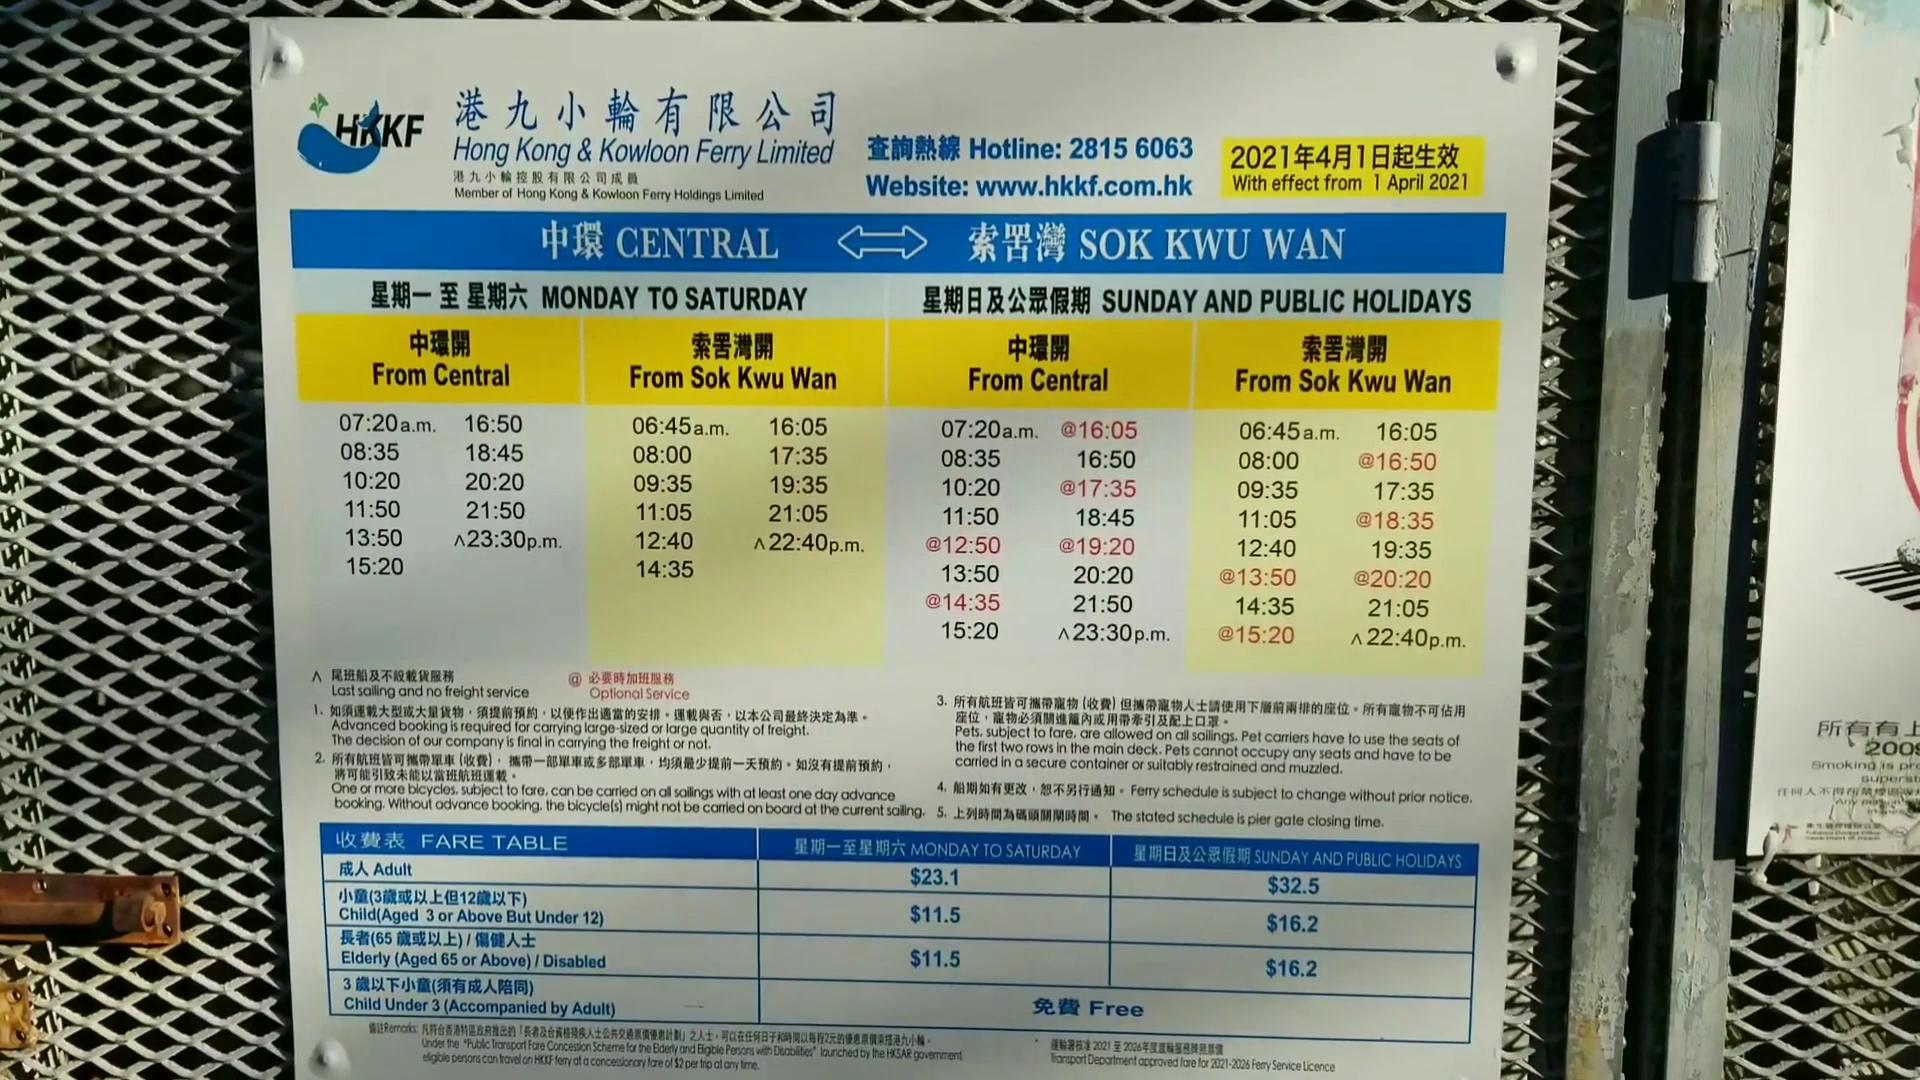 HKKF
港九小輪有限公司
Hong Kong & Kowloon Ferry Limited
港九小輪控股有限公司成員
Member of Hong Kong & Kowloon Ferry Holdings Limited
查詢熱線 Hotline: 2815 6063
Website: www.hkkf.com.hk
2021年4月1日起生效
With effect from 1 April 2021
中環 CENTRAL 索罟灣 SOK KWU WAN
星期一 至 星期六 MONDAY TO SATURDAY
中環開
From Central
07:20a.m. 16:50
08:35 18:45
10:20 20:20
11:50 21:50
13:50 ∧23:30p.m.
15:20
索罟灣開
From Sok Kwu Wan
06:45a.m. 16:05
08:00 17:35
09:35 19:35
11:05 21:05
12:40 ∧22:40p.m.
14:35
星期日及公眾假期 SUNDAY AND PUBLIC HOLIDAYS
中環開
From Central
07:20a.m. @16:05
08:35 16:50
10:20 @17:35
11:50 18:45
@12:50 @19:20
13:50 20:20
@14:35 21:50
15:20 ∧23:30p.m.
索罟灣開
From Sok Kwu Wan
06:45a.m. 16:05
08:00 @16:50
09:35 17:35
11:05 @18:35
12:40 19:35
@13:50 @20:20
14:35 21:05
@15:20 ∧22:40p.m.
∧ 尾班船及不設載貨服務
Last sailing and no freight service
@ 必要時加班服務
Optional Service
1. 如須運載大型或大量貨物，須提前預約，以便作出適當的安排。運載與否，以本公司最終決定為準。
Advanced booking is required for carrying large-sized or large quantity of freight.
The decision of our company is final in carrying the freight or not.
2. 所有航班皆可攜帶單車 (收費)，攜帶一部單車或多部單車，均須最少提前一天預約。如沒有提前預約，
將可能引致未能以當班航班運載。
One or more bicycles, subject to fare, can be carried on all sailings with at least one day advance
booking. Without advance booking, the bicycle(s) might not be carried on board at the current sailing.
3. 所有航班皆可攜帶寵物 (收費) 但攜帶寵物人士請使用下層前兩排的座位。所有寵物不可佔用
座位，寵物必須關進籠內或用帶牽引及配上口罩。
Pets, subject to fare, are allowed on all sailings. Pet carriers have to use the seats of
the first two rows in the main deck. Pets cannot occupy any seats and have to be
carried in a secure container or suitably restrained and muzzled.
4. 船期如有更改，恕不另行通知。 Ferry schedule is subject to change without prior notice.
5. 上列時間為碼頭關閘時間。 The stated schedule is pier gate closing time.
收費表 FARE TABLE 星期一至星期六 MONDAY TO SATURDAY 星期日及公眾假期 SUNDAY AND PUBLIC HOLIDAYS
成人 Adult $23.1 $32.5
小童(3歲或以上但12歲以下)
Child(Aged 3 or Above But Under 12) $11.5 $16.2
長者(65 歲或以上) / 傷健人士
Elderly (Aged 65 or Above) / Disabled $11.5 $16.2
3 歲以下小童(須有成人陪同)
Child Under 3 (Accompanied by Adult) 免費 Free
備註Remarks: 凡符合香港特區政府推出的「長者及合資格殘疾人士公共交通票價優惠計劃」之人士，可以在任何日子和時間以每程2元的優惠票價乘搭港九小輪。
Under the "Public Transport Fare Concession Scheme for the Elderly and Eligible Persons with Disabilities" launched by the HKSAR government
eligible persons can travel on HKKF ferry at a concessionary fare of $2 per trip at any time.
運輸署核准 2021 至 2026年度渡輪服務牌照票價
Transport Department approved fare for 2021-2026 Ferry Service Licence
所有有上
2009
Smoking is pro
superst